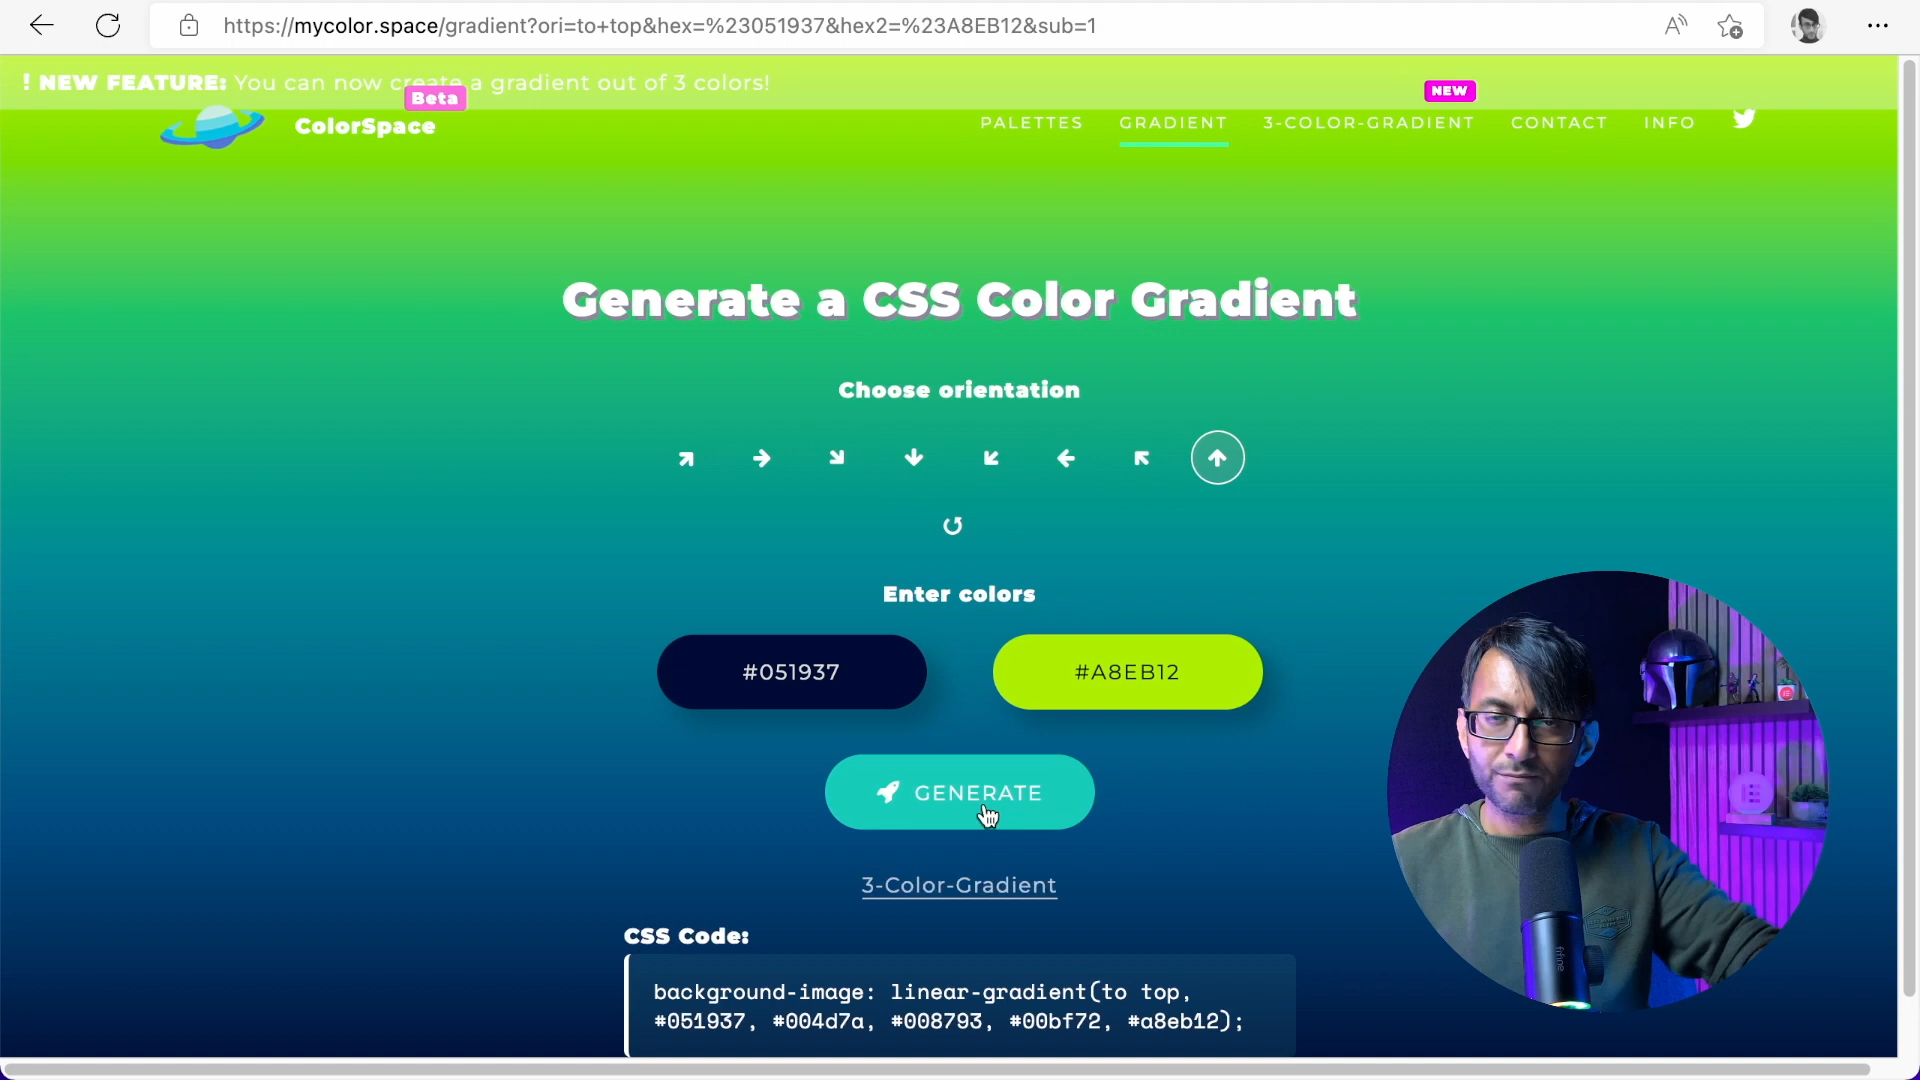 https://mycolor.space/gradient?ori=to+top&hex=%23051937&hex2=%23A8EB12&sub=1
! NEW FEATURE: You can now create a gradient out of 3 colors!
Beta
ColorSpace
PALETTES
GRADIENT
NEW
3-COLOR-GRADIENT
CONTACT
INFO
Generate a CSS Color Gradient
Choose orientation
Enter colors
#051937
#A8EB12
GENERATE
3-Color-Gradient
CSS Code:
background-image: linear-gradient(to top,
#051937, #004d7a, #008793, #00bf72, #a8eb12);
fifine